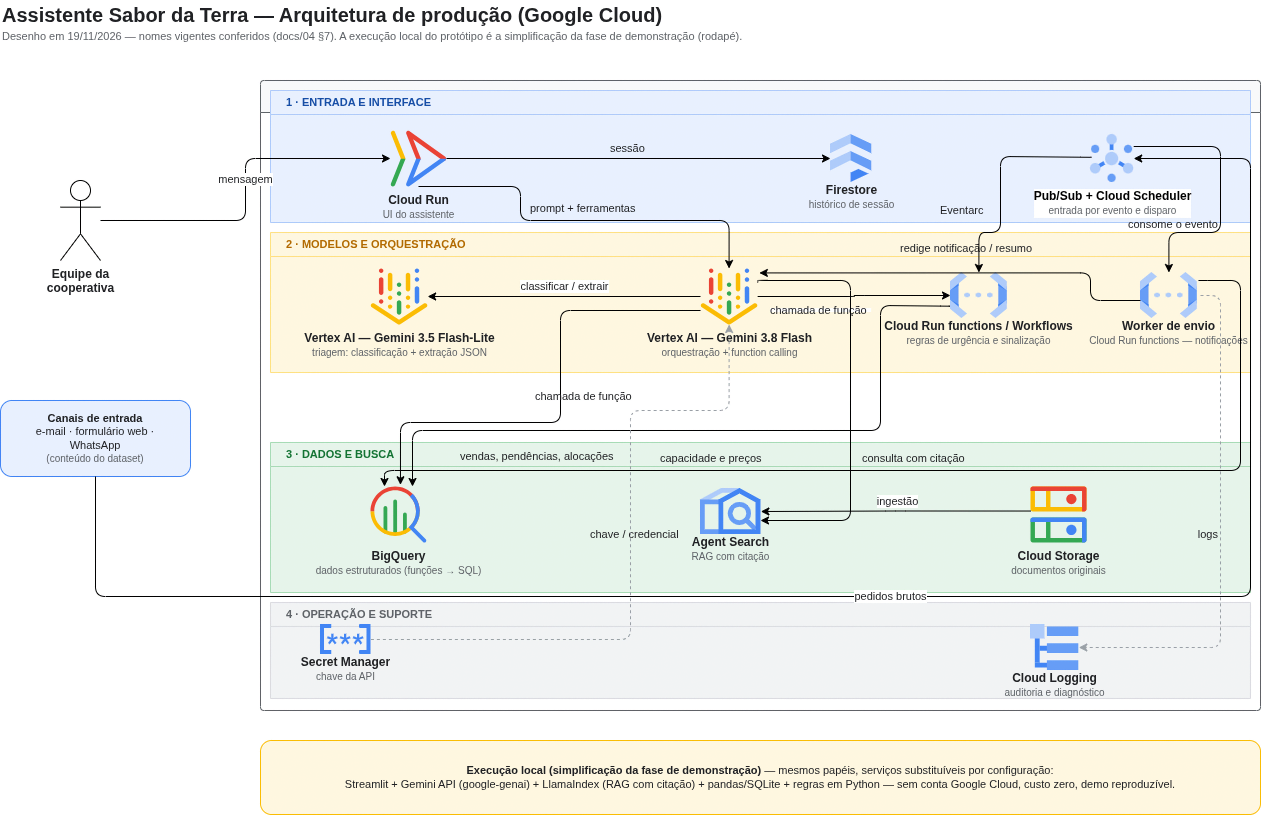 Assistente Sabor da Terra — Arquitetura de produção (Google Cloud)
Desenho em 19/11/2026 — nomes vigentes conferidos (docs/04 §7). A execução local do protótipo é a simplificação da fase de demonstração (rodapé).
1 · ENTRADA E INTERFACE
mensagem
sessão
Cloud Run
UI do assistente
prompt + ferramentas
Firestore
histórico de sessão
Eventarc
Pub/Sub + Cloud Scheduler
entrada por evento e disparo
consome o evento
Equipe da
cooperativa
2 · MODELOS E ORQUESTRAÇÃO
redige notificação / resumo
classificar / extrair
chamada de função
Vertex AI — Gemini 3.5 Flash-Lite
triagem: classificação + extração JSON
Vertex AI — Gemini 3.8 Flash
orquestração + function calling
Cloud Run functions / Workflows
regras de urgência e sinalização
Worker de envio
Cloud Run functions — notificações
chamada de função
Canais de entrada
e-mail · formulário web ·
WhatsApp
(conteúdo do dataset)
3 · DADOS E BUSCA
vendas, pendências, alocações
capacidade e preços
consulta com citação
ingestão
chave / credencial
logs
BigQuery
dados estruturados (funções → SQL)
Agent Search
RAG com citação
Cloud Storage
documentos originais
pedidos brutos
4 · OPERAÇÃO E SUPORTE
Secret Manager
chave da API
Cloud Logging
auditoria e diagnóstico
Execução local (simplificação da fase de demonstração) — mesmos papéis, serviços substituíveis por configuração:
Streamlit + Gemini API (google-genai) + LlamaIndex (RAG com citação) + pandas/SQLite + regras em Python — sem conta Google Cloud, custo zero, demo reproduzível.